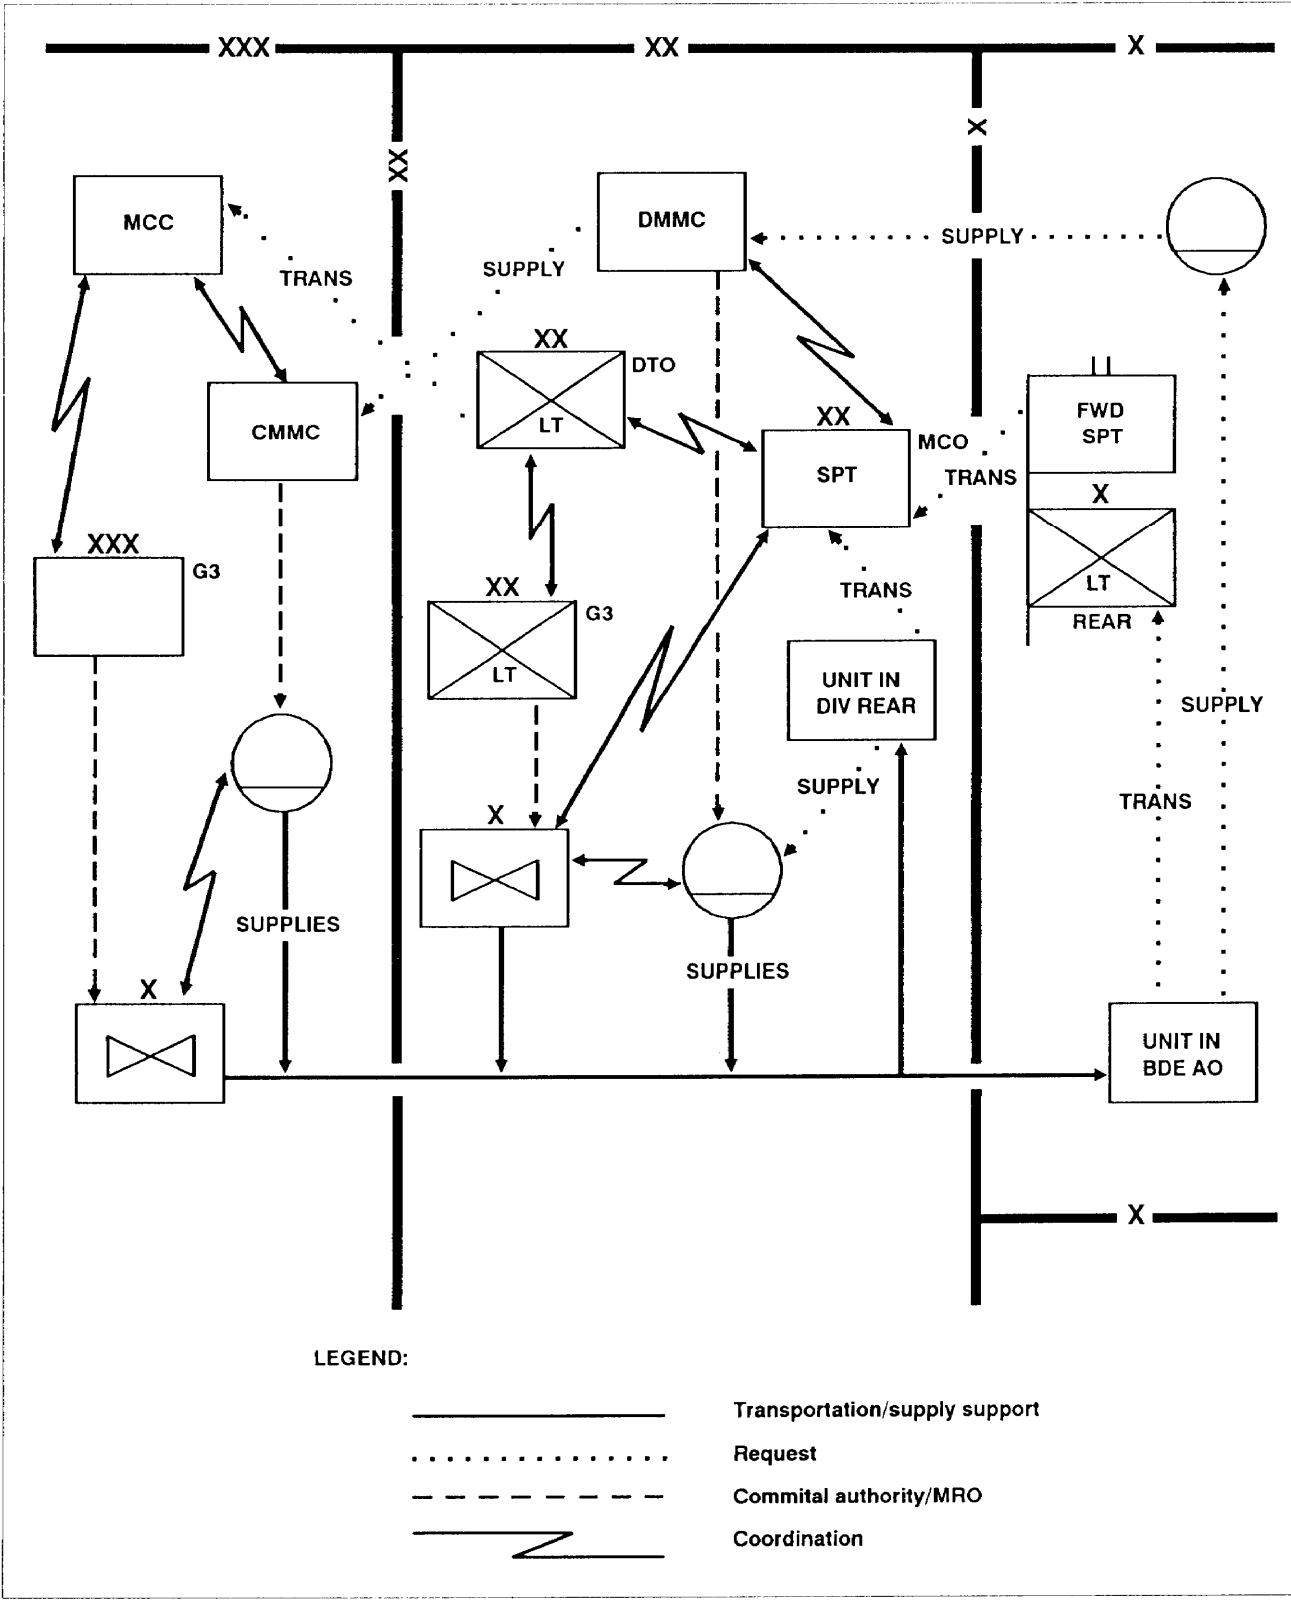 XXX
XX
X
XX
X
MCC
DMMC
SUPPLY
TRANS
SUPPLY
XX
DTO
LT
CMMC
XX
MCO
SPT
TRANS
II
FWD
SPT
X
LT
REAR
XXX
G3
XX
G3
LT
TRANS
UNIT IN
DIV REAR
SUPPLY
SUPPLY
TRANS
X
SUPPLIES
SUPPLIES
X
UNIT IN
BDE AO
X
LEGEND:
Transportation/supply support
Request
Commital authority/MRO
Coordination